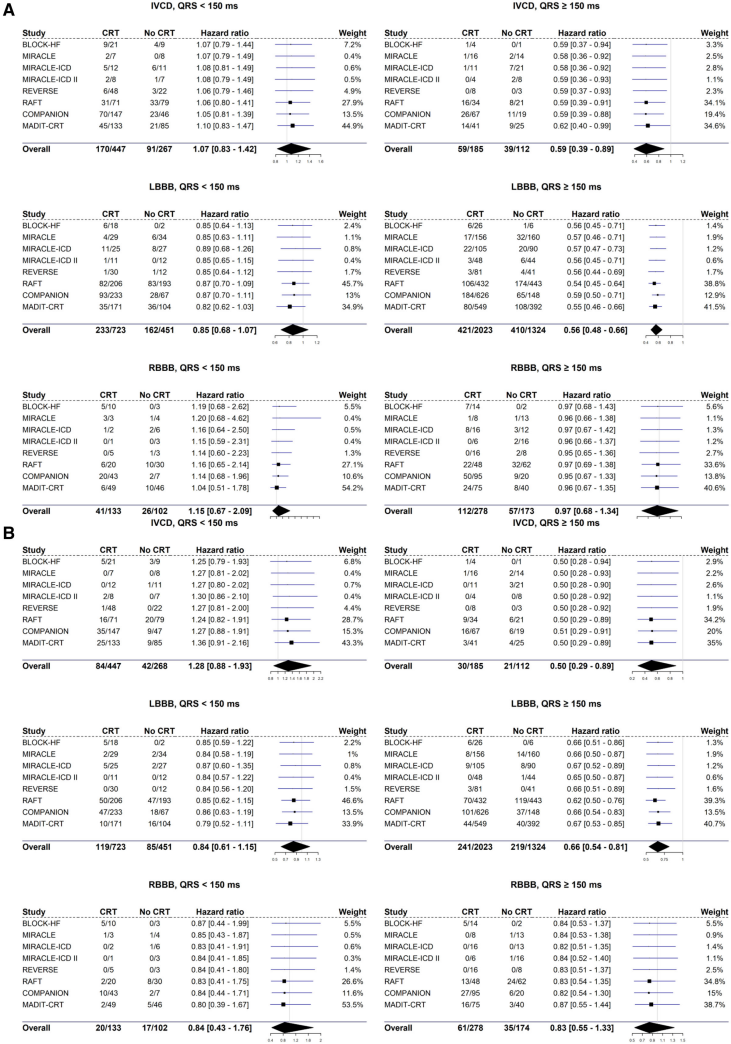 A
IVCD, QRS < 150 ms
Study CRT No CRT Hazard ratio Weight
BLOCK-HF 9/21 4/9 1.07 [0.79 - 1.44] 7.2%
MIRACLE 2/7 0/8 1.07 [0.79 - 1.49]
MIRACLE-ICD 5/12 6/11 1.08 [0.81 - 1.49]
MIRACLE-ICD II 2/8 1/7 1.08 [0.79 - 1.49]
REVERSE 6/48 3/22 1.06 [0.79 - 1.46] 4.9%
RAFT 31/71 33/79 1.06 [0.80 - 1.41] 27.9%
COMPANION 70/147 23/46 1.05 [0.81 - 1.39] 13.5%
MADIT-CRT 45/133 21/85 1.10 [0.83 - 1.47] 44.9%
Overall 170/447 91/267 1.07 [0.83 - 1.42]
IVCD, QRS ≥ 150 ms
Study CRT No CRT Hazard ratio Weight
BLOCK-HF 1/4 0/1 0.59 [0.37 - 0.94] 3.3%
MIRACLE 1/16 2/14 0.58 [0.36 - 0.92] 2.5%
MIRACLE-ICD 1/11 7/21 0.58 [0.36 - 0.92] 2.8%
MIRACLE-ICD II 0/4 2/8 0.59 [0.36 - 0.93] 1.1%
REVERSE 0/8 0/3 0.59 [0.37 - 0.93] 2.3%
RAFT 16/34 8/21 0.59 [0.39 - 0.91] 34.1%
COMPANION 26/67 11/19 0.59 [0.39 - 0.88] 19.4%
MADIT-CRT 14/41 9/25 0.62 [0.40 - 0.99] 34.6%
Overall 59/185 39/112 0.59 [0.39 - 0.89]
LBBB, QRS < 150 ms
Study CRT No CRT Hazard ratio Weight
BLOCK-HF 6/18 0/2 0.85 [0.64 - 1.13] 2.4%
MIRACLE 4/29 6/34 0.85 [0.63 - 1.11] 1.1%
MIRACLE-ICD 11/25 8/27 0.89 [0.68 - 1.26] 0.8%
MIRACLE-ICD II 1/11 0/12 0.85 [0.65 - 1.15] 0.7%
REVERSE 1/30 1/12 0.85 [0.64 - 1.12] 1.2%
RAFT 82/206 83/193 0.87 [0.70 - 1.09] 45.7%
COMPANION 93/233 28/67 0.87 [0.70 - 1.11] 13%
MADIT-CRT 35/171 36/104 0.82 [0.62 - 1.03] 34.9%
Overall 233/723 162/451 0.85 [0.68 - 1.07]
LBBB, QRS ≥ 150 ms
Study CRT No CRT Hazard ratio Weight
BLOCK-HF 6/26 1/6 0.56 [0.45 - 0.71] 1.4%
MIRACLE 17/156 32/160 0.57 [0.46 - 0.71] 1.9%
MIRACLE-ICD 22/105 20/90 0.57 [0.47 - 0.73] 0.9%
MIRACLE-ICD II 3/48 6/44 0.56 [0.45 - 0.71] 0.6%
REVERSE 3/81 4/41 0.56 [0.44 - 0.69] 2%
RAFT 106/432 174/443 0.54 [0.45 - 0.64] 38.8%
COMPANION 184/626 65/148 0.59 [0.50 - 0.71] 12.9%
MADIT-CRT 80/549 108/392 0.55 [0.46 - 0.66] 41.5%
Overall 421/2023 410/1324 0.56 [0.48 - 0.66]
RBBB, QRS < 150 ms
Study CRT No CRT Hazard ratio Weight
BLOCK-HF 5/10 0/3 1.19 [0.68 - 2.62] 5.5%
MIRACLE 3/3 1/4 1.20 [0.68 - 4.62] 0.4%
MIRACLE-ICD 1/2 2/6 1.16 [0.64 - 2.50]
MIRACLE-ICD II 0/1 0/3 1.15 [0.59 - 2.31]
REVERSE 0/5 1/3 1.14 [0.60 - 2.23]
RAFT 6/20 10/30 1.16 [0.65 - 2.14] 27.1%
COMPANION 20/43 2/7 1.14 [0.68 - 1.96] 10.6%
MADIT-CRT 6/49 10/46 1.04 [0.51 - 1.78] 54.2%
Overall 41/133 26/102 1.15 [0.67 - 2.09]
RBBB, QRS ≥ 150 ms
Study CRT No CRT Hazard ratio Weight
BLOCK-HF 7/14 0/2 0.97 [0.68 - 1.43] 5.6%
MIRACLE 1/8 1/13 0.96 [0.66 - 1.38] 1.1%
MIRACLE-ICD 8/16 3/12 0.97 [0.67 - 1.42] 1.4%
MIRACLE-ICD II 0/6 2/16 0.96 [0.66 - 1.37] 1.2%
REVERSE 0/16 2/8 0.95 [0.65 - 1.36] 2.7%
RAFT 22/48 32/62 0.97 [0.69 - 1.38] 33.6%
COMPANION 50/95 9/20 0.95 [0.67 - 1.33] 13.8%
MADIT-CRT 24/75 8/40 0.96 [0.67 - 1.35] 40.6%
Overall 112/278 57/173 0.97 [0.68 - 1.34]
B
IVCD, QRS < 150 ms
Study CRT No CRT Hazard ratio Weight
BLOCK-HF 5/21 3/9 1.25 [0.79 - 1.93] 6.8%
MIRACLE 0/7 0/8 1.27 [0.81 - 2.02] 0.4%
MIRACLE-ICD 0/12 1/11 1.27 [0.80 - 2.02] 0.7%
MIRACLE-ICD II 2/8 0/7 1.30 [0.86 - 2.10] 0.4%
REVERSE 1/48 0/22 1.27 [0.81 - 2.00] 4.4%
RAFT 16/71 20/79 1.24 [0.82 - 1.91] 28.7%
COMPANION 35/147 9/47 1.27 [0.88 - 1.91] 15.3%
MADIT-CRT 25/133 9/85 1.36 [0.91 - 2.16] 43.3%
Overall 84/447 42/268 1.28 [0.88 - 1.93]
IVCD, QRS ≥ 150 ms
Study CRT No CRT Hazard ratio Weight
BLOCK-HF 1/4 0/1 0.50 [0.28 - 0.94] 2.9%
MIRACLE 1/16 2/14 0.50 [0.28 - 0.93] 2.2%
MIRACLE-ICD 0/11 3/21 0.50 [0.28 - 0.90] 2.6%
MIRACLE-ICD II 0/4 0/8 0.50 [0.28 - 0.92] 1.1%
REVERSE 0/8 0/3 0.50 [0.28 - 0.92] 1.9%
RAFT 9/34 6/21 0.50 [0.29 - 0.89] 34.2%
COMPANION 16/67 6/19 0.51 [0.29 - 0.91] 20%
MADIT-CRT 3/41 4/25 0.50 [0.29 - 0.89] 35%
Overall 30/185 21/112 0.50 [0.29 - 0.89]
LBBB, QRS < 150 ms
Study CRT No CRT Hazard ratio Weight
BLOCK-HF 5/18 0/2 0.85 [0.59 - 1.22] 2.2%
MIRACLE 2/29 2/34 0.84 [0.58 - 1.19] 1%
MIRACLE-ICD 5/25 2/27 0.87 [0.60 - 1.35] 0.8%
MIRACLE-ICD II 0/11 0/12 0.84 [0.57 - 1.22] 0.6%
REVERSE 0/30 0/12 0.84 [0.56 - 1.20] 1.2%
RAFT 50/206 47/193 0.85 [0.62 - 1.15] 46.6%
COMPANION 47/233 18/67 0.86 [0.63 - 1.19] 13.5%
MADIT-CRT 10/171 16/104 0.79 [0.52 - 1.11] 33.9%
Overall 119/723 85/451 0.84 [0.61 - 1.15]
LBBB, QRS ≥ 150 ms
Study CRT No CRT Hazard ratio Weight
BLOCK-HF 6/26 0/6 0.66 [0.51 - 0.86] 1.3%
MIRACLE 8/156 14/160 0.66 [0.50 - 0.87] 1.9%
MIRACLE-ICD 9/105 8/90 0.67 [0.52 - 0.89] 1.2%
MIRACLE-ICD II 0/48 1/44 0.65 [0.50 - 0.87] 0.6%
REVERSE 3/81 0/41 0.66 [0.51 - 0.89] 1.6%
RAFT 70/432 119/443 0.62 [0.50 - 0.76] 39.3%
COMPANION 101/626 37/148 0.66 [0.54 - 0.83] 13.5%
MADIT-CRT 44/549 40/392 0.67 [0.53 - 0.85] 40.7%
Overall 241/2023 219/1324 0.66 [0.54 - 0.81]
RBBB, QRS < 150 ms
Study CRT No CRT Hazard ratio Weight
BLOCK-HF 5/10 0/3 0.87 [0.44 - 1.99] 5.5%
MIRACLE 1/3 1/4 0.85 [0.43 - 1.87] 0.4%
MIRACLE-ICD 0/2 1/6 0.83 [0.41 - 1.91] 0.6%
MIRACLE-ICD II 0/1 0/3 0.84 [0.41 - 1.85] 0.4%
REVERSE 0/5 0/3 0.84 [0.41 - 1.80] 1.4%
RAFT 2/20 8/30 0.83 [0.41 - 1.75] 26.6%
COMPANION 10/43 2/7 0.84 [0.44 - 1.71] 11.6%
MADIT-CRT 2/49 5/46 0.80 [0.39 - 1.67] 53.5%
Overall 20/133 17/102 0.84 [0.43 - 1.76]
RBBB, QRS ≥ 150 ms
Study CRT No CRT Hazard ratio Weight
BLOCK-HF 5/14 0/2 0.84 [0.53 - 1.37] 5.5%
MIRACLE 0/8 1/13 0.84 [0.53 - 1.38] 0.9%
MIRACLE-ICD 0/16 0/13 0.82 [0.51 - 1.35] 1.2%
MIRACLE-ICD II 0/6 1/16 0.84 [0.52 - 1.40] 1.2%
REVERSE 0/16 0/8 0.83 [0.51 - 1.37] 2.5%
RAFT 13/48 24/62 0.83 [0.54 - 1.35] 34.8%
COMPANION 27/95 6/20 0.82 [0.54 - 1.30] 15%
MADIT-CRT 16/75 3/40 0.87 [0.55 - 1.44] 38.7%
Overall 61/278 35/174 0.83 [0.55 - 1.33]